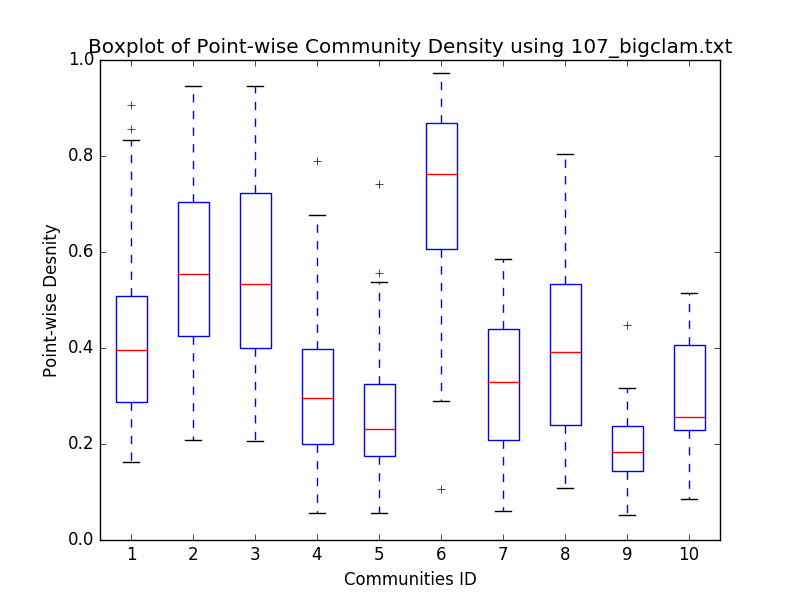 Boxplot of Point-wise Community Density using 107_bigclam.txt
1.0
0.8
0.6
0.4
0.2
0.0
Point-wise Desnity
1 2 3 4 5 6 7 8 9 10
Communities ID